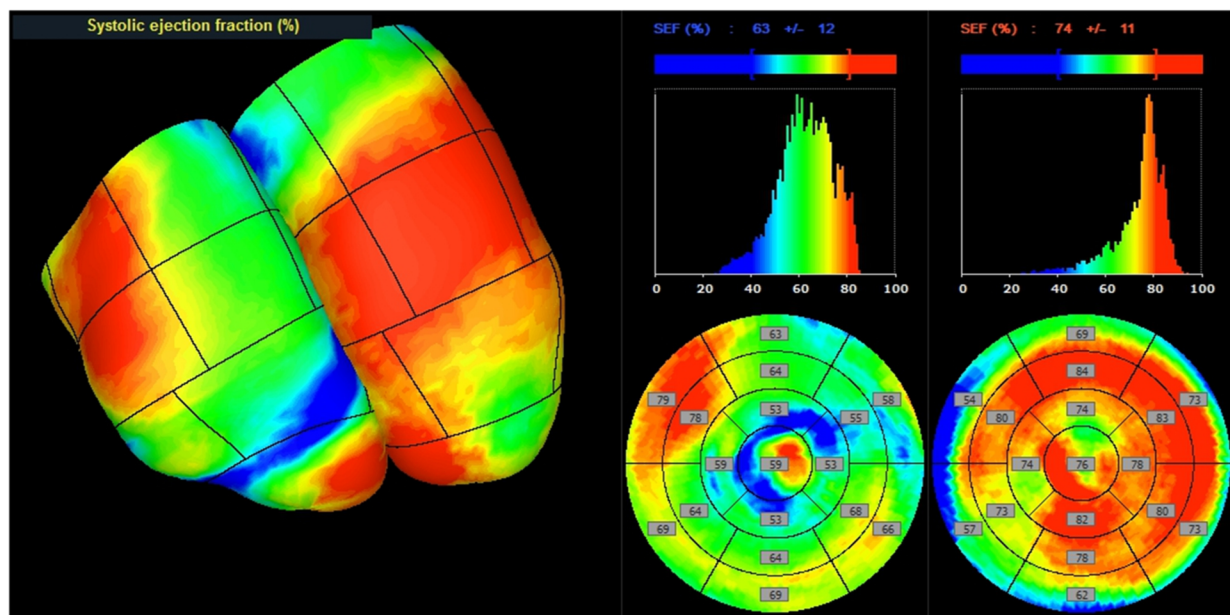 Systolic ejection fraction (%)
SEF (%) : 63 +/- 12
0 20 40 60 80 100
63
64
79 58
78 53 55
59 59 53
64 68
69 53 66
64
69
SEF (%) : 74 +/- 11
0 20 40 60 80 100
69
84
54 73
80 74 83
74 76 78
73 80
57 82 73
78
62